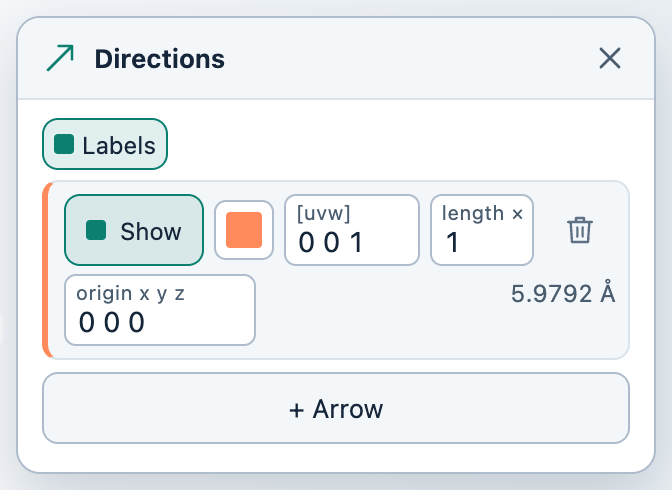 Directions
Labels
Show
[uvw]
0 0 1
length ×
1
origin x y z
0 0 0
5.9792 Å
+ Arrow